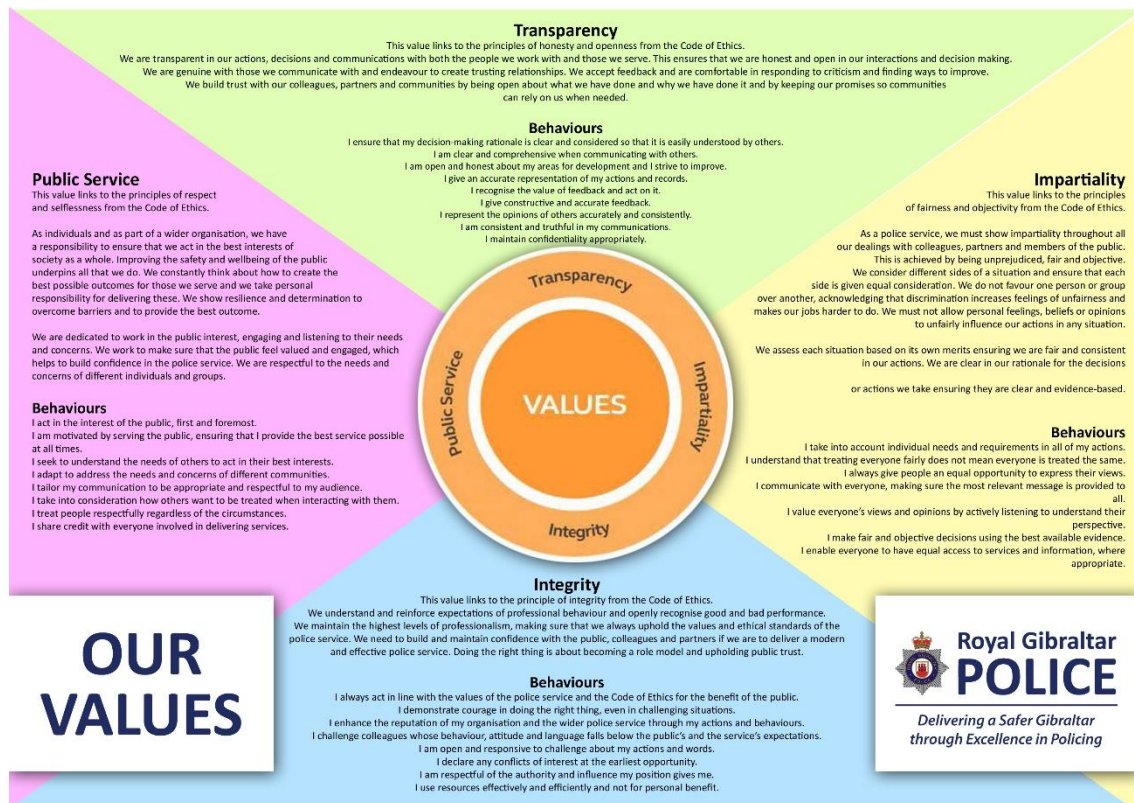 Transparency
This value links to the principles of honesty and openness from the Code of Ethics.
We are transparent in our actions, decisions and communications with both the people we work with and those we serve. This ensures that we are honest and open in our interactions and decision making.
We are genuine with those we communicate with and endeavour to create trusting relationships. We accept feedback and are comfortable in responding to criticism and finding ways to improve.
We build trust with our colleagues, partners and communities by being open about what we have done and why we have done it and by keeping our promises so communities
can rely on us when needed.
Behaviours
I ensure that my decision-making rationale is clear and considered so that it is easily understood by others.
I am clear and comprehensive when communicating with others.
I am open and honest about my areas for development and I strive to improve.
I give an accurate representation of my actions and records.
I recognise the value of feedback and act on it.
I give constructive and accurate feedback.
I represent the opinions of others accurately and consistently.
I am consistent and truthful in my communications.
I maintain confidentiality appropriately.
Public Service
This value links to the principles of respect
and selflessness from the Code of Ethics.
As individuals and as part of a wider organisation, we have
a responsibility to ensure that we act in the best interests of
society as a whole. Improving the safety and wellbeing of the public
underpins all that we do. We constantly think about how to create the
best possible outcomes for those we serve and we take personal
responsibility for delivering these. We show resilience and determination to
overcome barriers and to provide the best outcome.
We are dedicated to work in the public interest, engaging and listening to their needs
and concerns. We work to make sure that the public feel valued and engaged, which
helps to build confidence in the police service. We are respectful to the needs and
concerns of different individuals and groups.
Behaviours
I act in the interest of the public, first and foremost.
I am motivated by serving the public, ensuring that I provide the best service possible
at all times.
I seek to understand the needs of others to act in their best interests.
I adapt to address the needs and concerns of different communities.
I tailor my communication to be appropriate and respectful to my audience.
I take into consideration how others want to be treated when interacting with them.
I treat people respectfully regardless of the circumstances.
I share credit with everyone involved in delivering services.
Transparency
Public Service
VALUES
Impartiality
Integrity
Impartiality
This value links to the principles
of fairness and objectivity from the Code of Ethics.
As a police service, we must show impartiality throughout all
our dealings with colleagues, partners and members of the public.
This is achieved by being unprejudiced, fair and objective.
We consider different sides of a situation and ensure that each
side is given equal consideration. We do not favour one person or group
over another, acknowledging that discrimination increases feelings of unfairness and
makes our jobs harder to do. We must not allow personal feelings, beliefs or opinions
to unfairly influence our actions in any situation.
We assess each situation based on its own merits ensuring we are fair and consistent
in our actions. We are clear in our rationale for the decisions
or actions we take ensuring they are clear and evidence-based.
Behaviours
I take into account individual needs and requirements in all of my actions.
I understand that treating everyone fairly does not mean everyone is treated the same.
I always give people an equal opportunity to express their views.
I communicate with everyone, making sure the most relevant message is provided to
all.
I value everyone's views and opinions by actively listening to understand their
perspective.
I make fair and objective decisions using the best available evidence.
I enable everyone to have equal access to services and information, where
appropriate.
Integrity
This value links to the principle of integrity from the Code of Ethics.
We understand and reinforce expectations of professional behaviour and openly recognise good and bad performance.
We maintain the highest levels of professionalism, making sure that we always uphold the values and ethical standards of the
police service. We need to build and maintain confidence with the public, colleagues and partners if we are to deliver a modern
and effective police service. Doing the right thing is about becoming a role model and upholding public trust.
Behaviours
I always act in line with the values of the police service and the Code of Ethics for the benefit of the public.
I demonstrate courage in doing the right thing, even in challenging situations.
I enhance the reputation of my organisation and the wider police service through my actions and behaviours.
I challenge colleagues whose behaviour, attitude and language falls below the public's and the service's expectations.
I am open and responsive to challenge about my actions and words.
I declare any conflicts of interest at the earliest opportunity.
I am respectful of the authority and influence my position gives me.
I use resources effectively and efficiently and not for personal benefit.
OUR
VALUES
Royal Gibraltar
POLICE
Delivering a Safer Gibraltar
through Excellence in Policing